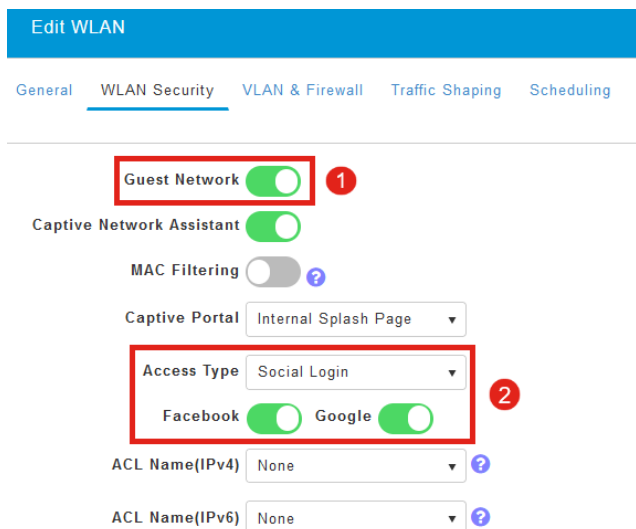 Edit WLAN
General WLAN Security VLAN & Firewall Traffic Shaping Scheduling
Guest Network 1
Captive Network Assistant
MAC Filtering ?
Captive Portal Internal Splash Page
Access Type Social Login
2
Facebook Google
ACL Name(IPv4) None ?
ACL Name(IPv6) None ?